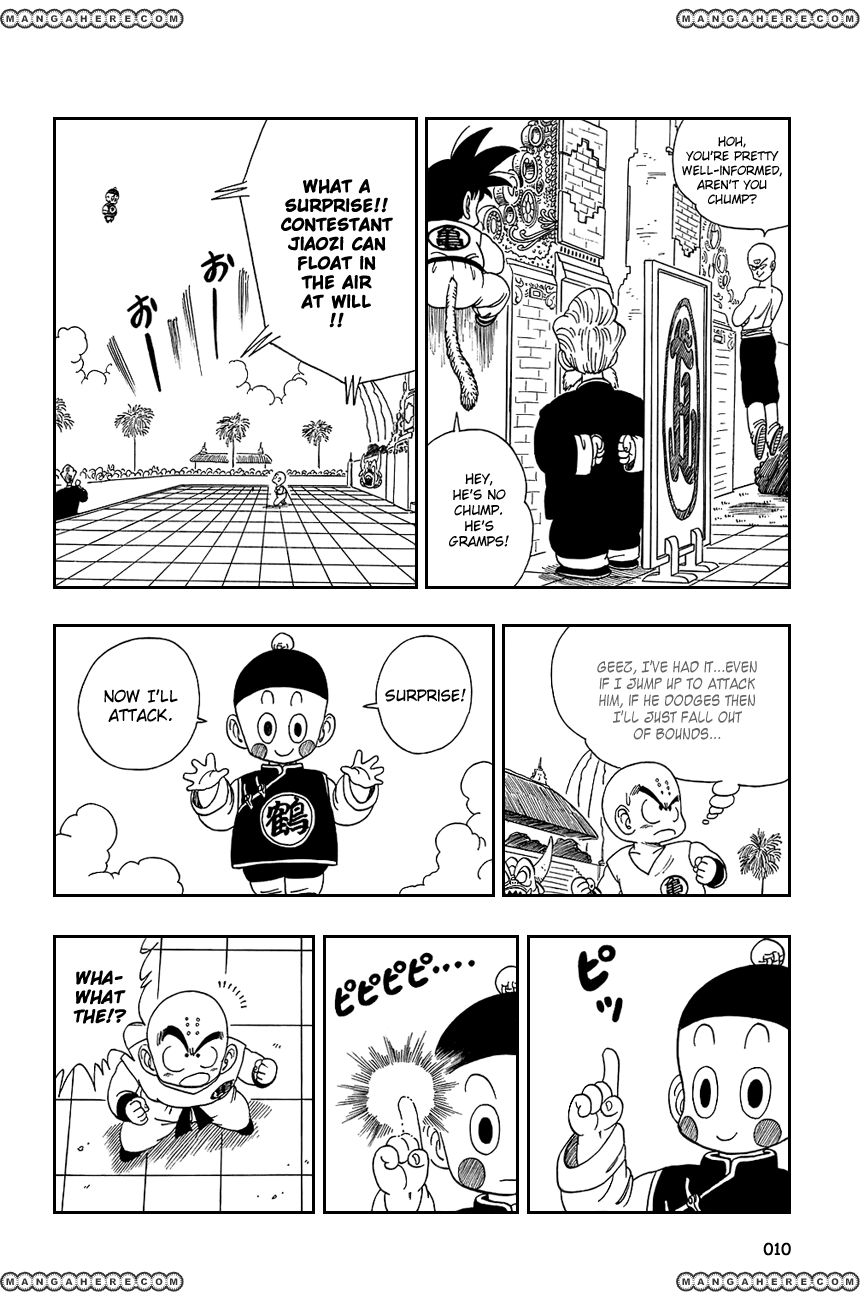 MANGAHERE.COM
MANGAHERE.COM
HOH,
YOU'RE PRETTY
WELL-INFORMED,
AREN'T YOU
CHUMP?
亀
HEY,
HE'S NO
CHUMP.
HE'S
GRAMPS!
WHAT A
SURPRISE!!
CONTESTANT
JIAOZI CAN
FLOAT IN
THE AIR
AT WILL
!!
おー
おー
GEEZ, I'VE HAD IT...EVEN
IF I JUMP UP TO ATTACK
HIM, IF HE DODGES THEN
I'LL JUST FALL OUT
OF BOUNDS...
亀
SURPRISE!
NOW I'LL
ATTACK.
鶴
ピッ
ピピピピ....
WHA-
WHAT
THE!?
010
MANGAHERE.COM
MANGAHERE.COM